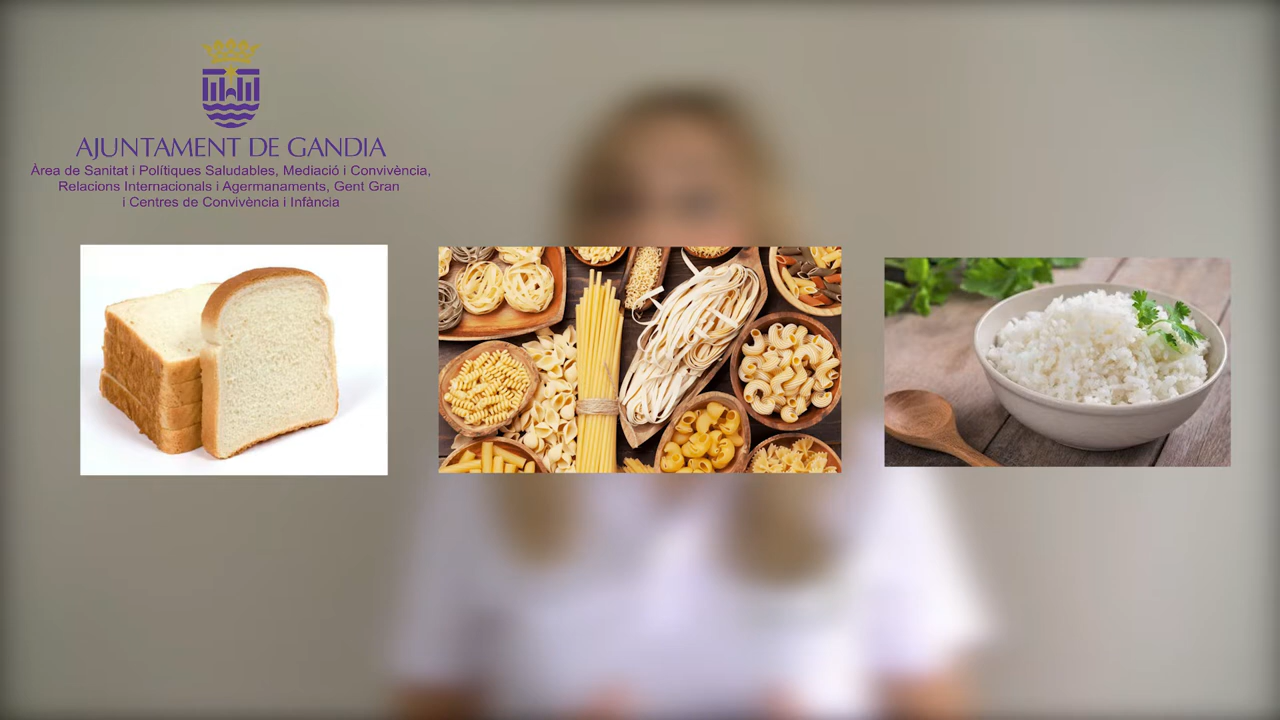 AJUNTAMENT DE GANDIA
Àrea de Sanitat i Polítiques Saludables, Mediació i Convivència,
Relacions Internacionals i Agermanaments, Gent Gran
i Centres de Convivència i Infància